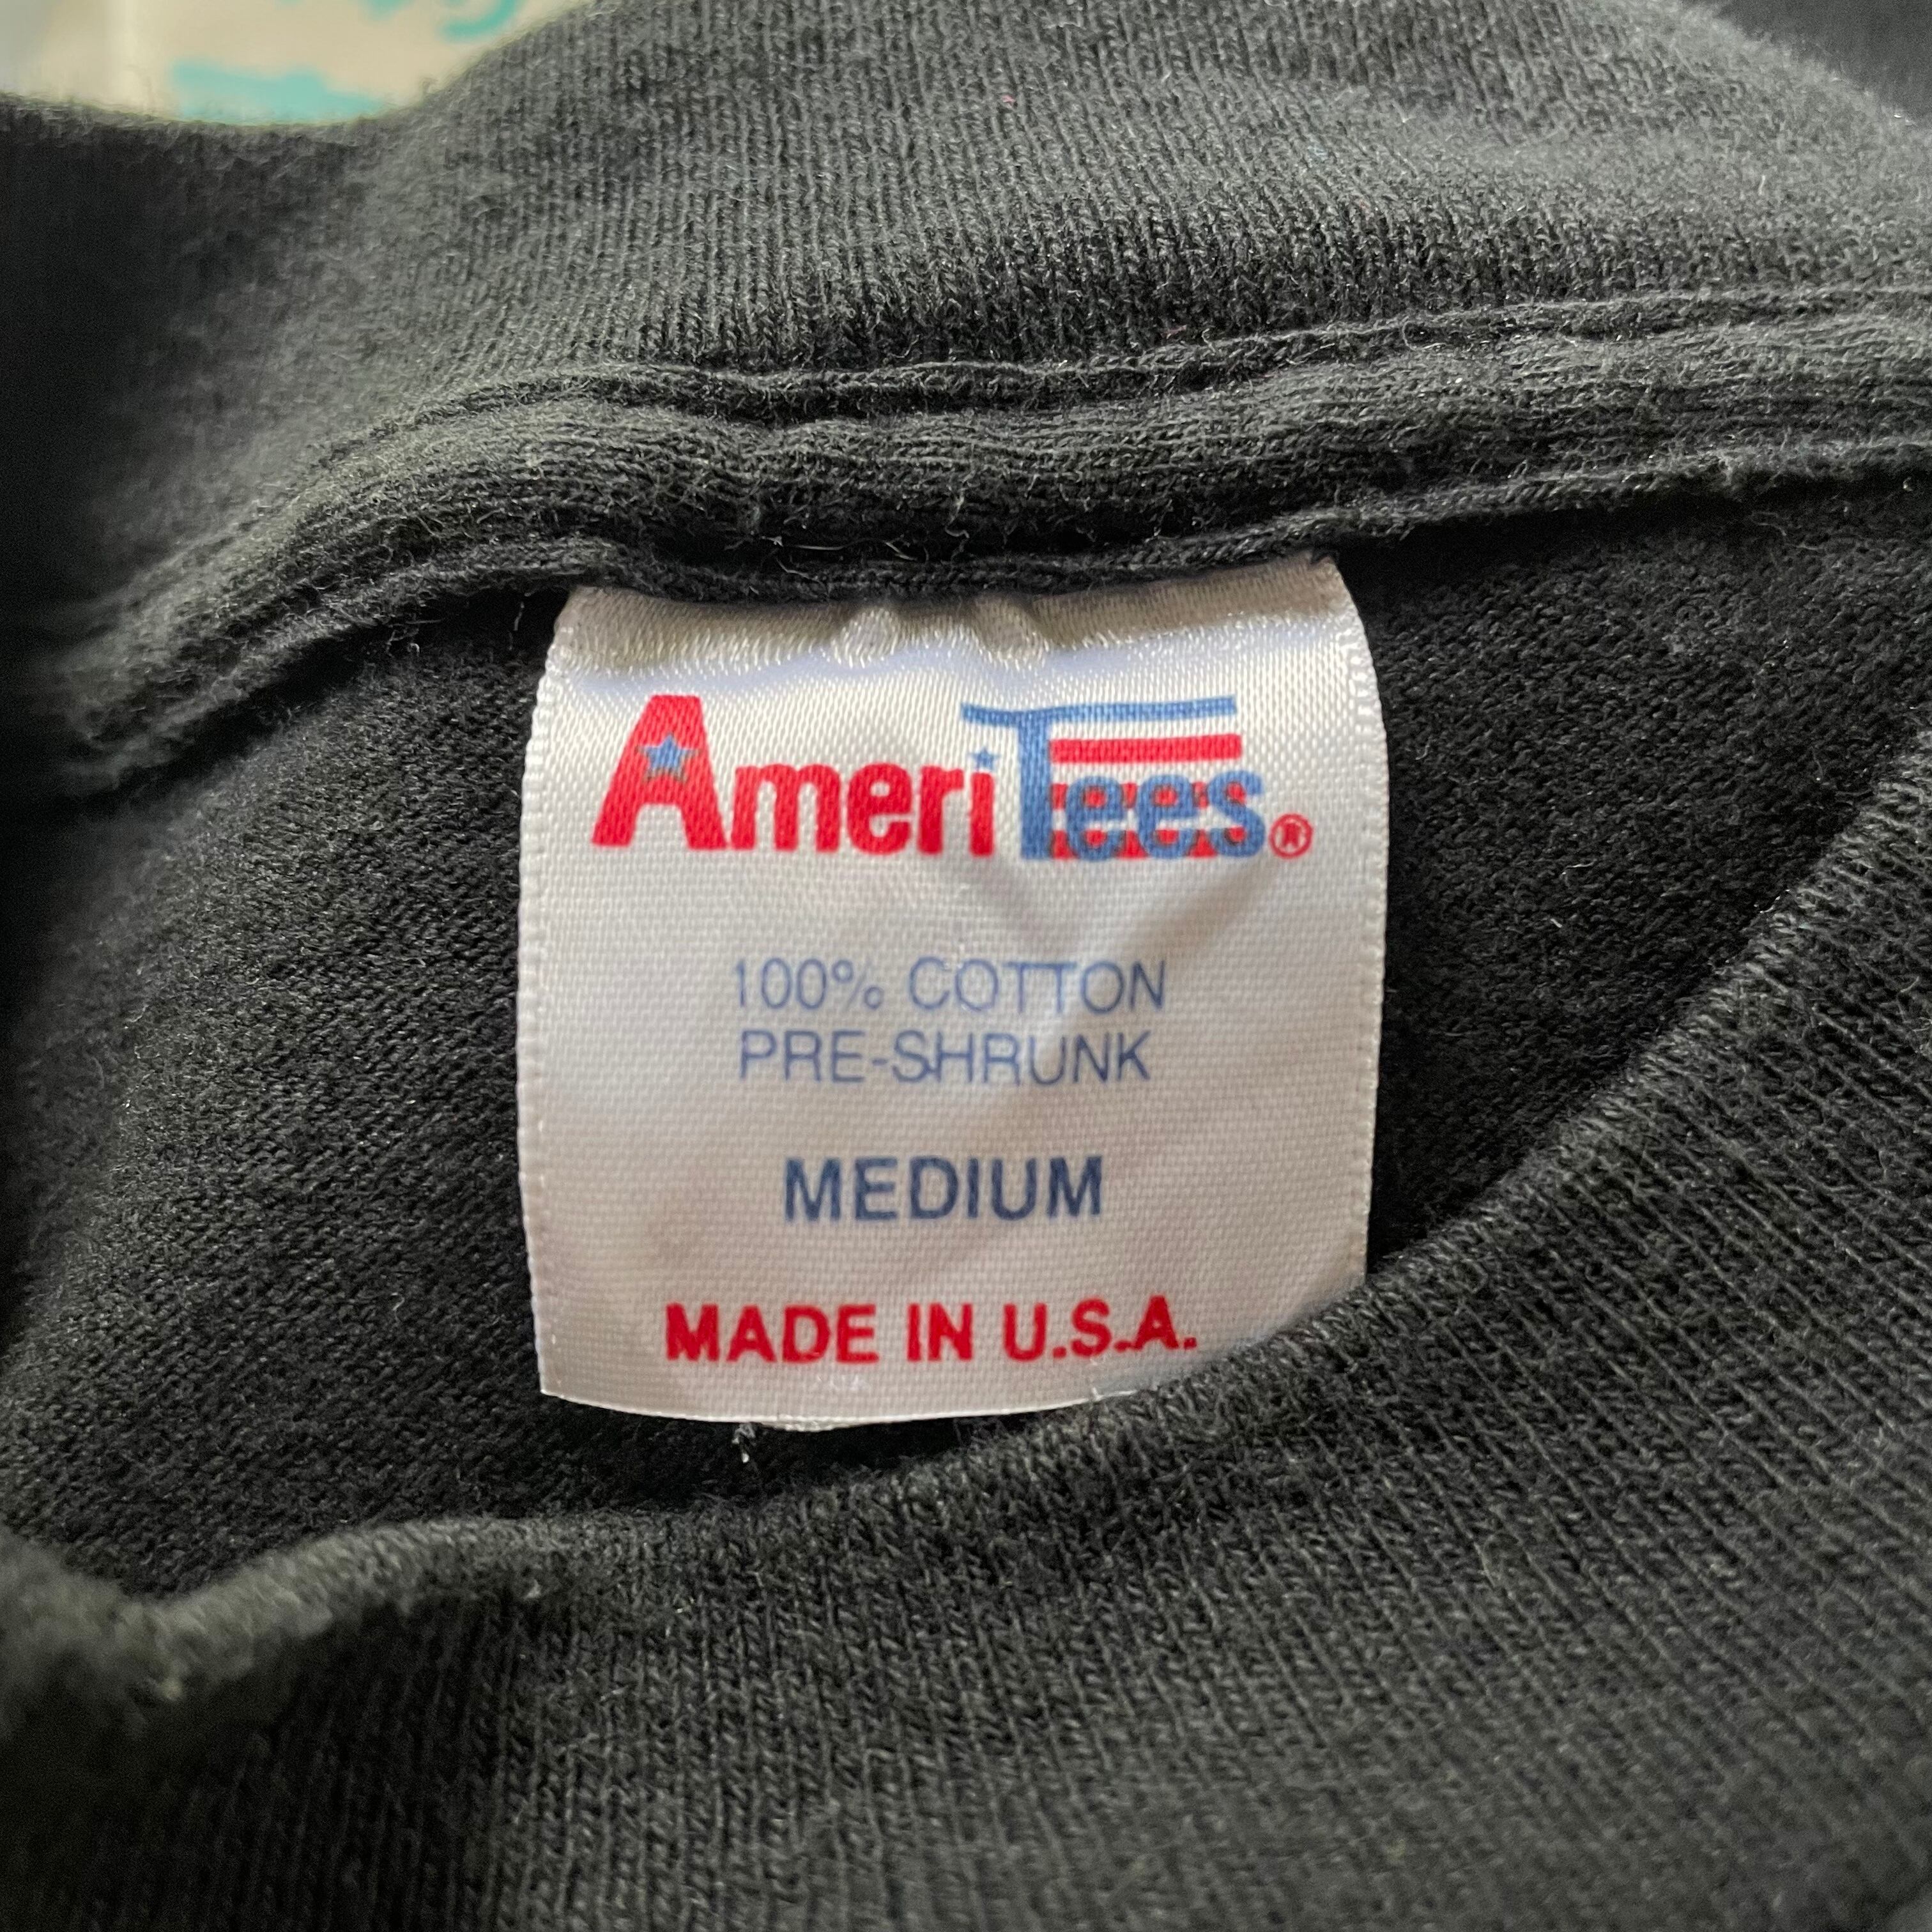 AmeriTees®
100% COTTON
PRE-SHRUNK
MEDIUM
MADE IN U.S.A.